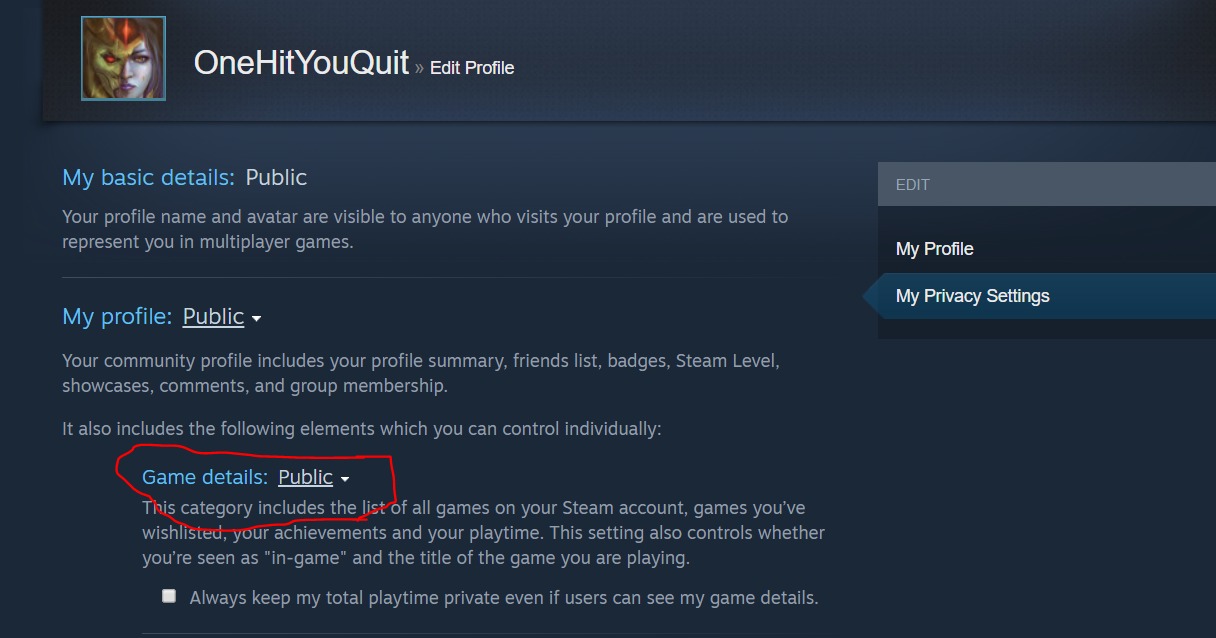 OneHitYouQuit » Edit Profile
My basic details: Public
Your profile name and avatar are visible to anyone who visits your profile and are used to
represent you in multiplayer games.
My profile: Public
Your community profile includes your profile summary, friends list, badges, Steam Level,
showcases, comments, and group membership.
It also includes the following elements which you can control individually:
Game details: Public
This category includes the list of all games on your Steam account, games you’ve
wishlisted, your achievements and your playtime. This setting also controls whether
you’re seen as "in-game" and the title of the game you are playing.
Always keep my total playtime private even if users can see my game details.
EDIT
My Profile
My Privacy Settings